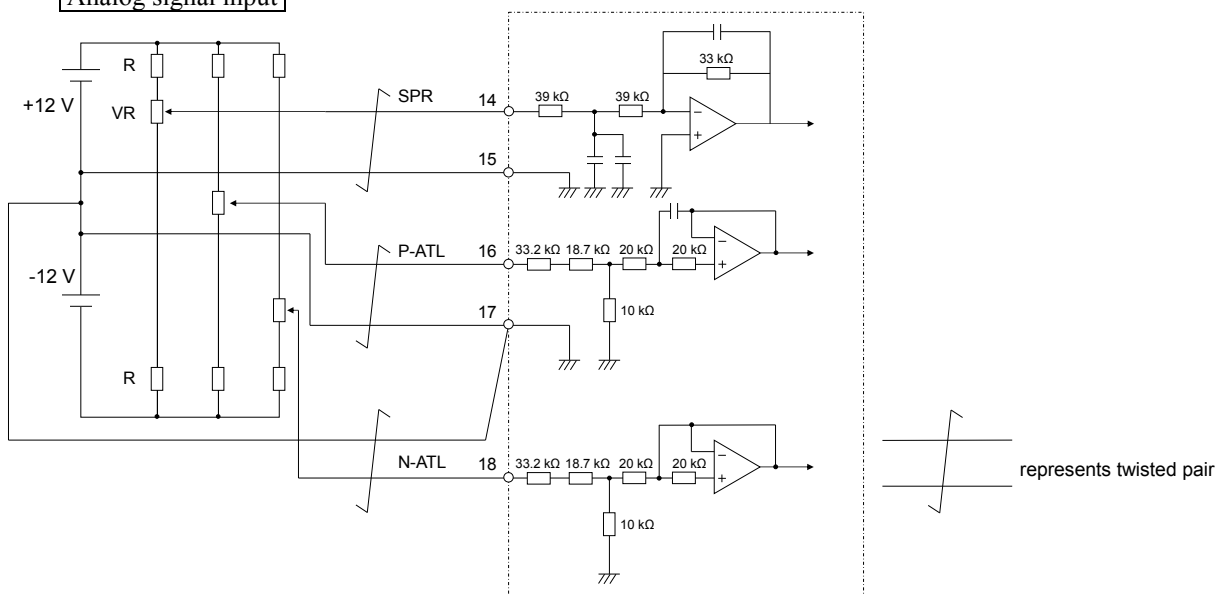 Analog signal input
R
+12 V
VR
SPR
14
39 kΩ
39 kΩ
33 kΩ
−
+
15
P-ATL
16
33.2 kΩ
18.7 kΩ
20 kΩ
20 kΩ
−
+
-12 V
10 kΩ
17
R
N-ATL
18
33.2 kΩ
18.7 kΩ
20 kΩ
20 kΩ
−
+
10 kΩ
represents twisted pair